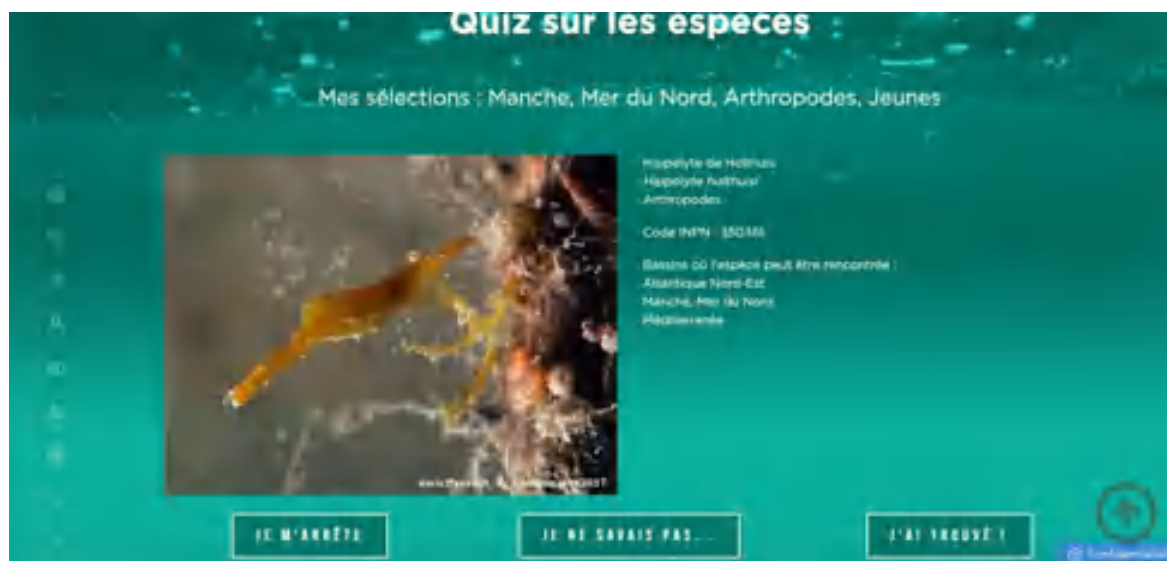 Quiz sur les espèces
Mes sélections : Manche, Mer du Nord, Arthropodes, Jeunes
Hippolyte de Holthuis
Hippolyte holthuisi
Arthropodes
Code INPN :
Bassins où l'espèce peut être rencontrée :
Atlantique Nord-Est
Manche, Mer du Nord
Méditerranée
JE M'ARRÊTE
JE NE SAVAIS PAS...
J'AI TROUVÉ !